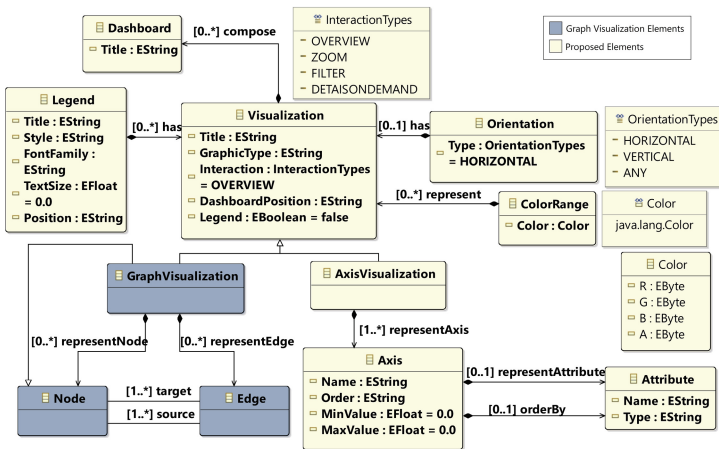 Dashboard
Title : EString
[0..*] compose
InteractionTypes
OVERVIEW
ZOOM
FILTER
DETAISONDEMAND
Graph Visualization Elements
Proposed Elements
Legend
Title : EString
Style : EString
FontFamily :
EString
TextSize : EFloat
= 0.0
Position : EString
[0..*] has
Visualization
Title : EString
GraphicType : EString
Interaction : InteractionTypes
= OVERVIEW
DashboardPosition : EString
Legend : EBoolean = false
[0..1] has
Orientation
Type : OrientationTypes
= HORIZONTAL
OrientationTypes
HORIZONTAL
VERTICAL
ANY
[0..*] represent
ColorRange
Color : Color
Color
java.lang.Color
Color
R : EByte
G : EByte
B : EByte
A : EByte
GraphVisualization
AxisVisualization
[0..*] representNode
[0..*] representEdge
[1..*] representAxis
Node
[1..*] target
[1..*] source
Edge
Axis
Name : EString
Order : EString
MinValue : EFloat = 0.0
MaxValue : EFloat = 0.0
[0..1] representAttribute
[0..1] orderBy
Attribute
Name : EString
Type : EString